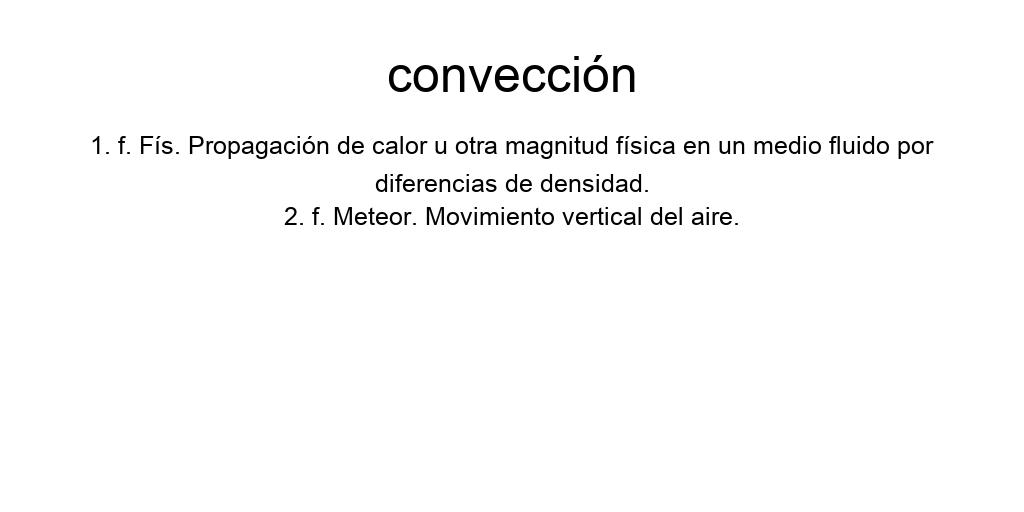 convección
1. f. Fís. Propagación de calor u otra magnitud física en un medio fluido por
diferencias de densidad.
2. f. Meteor. Movimiento vertical del aire.